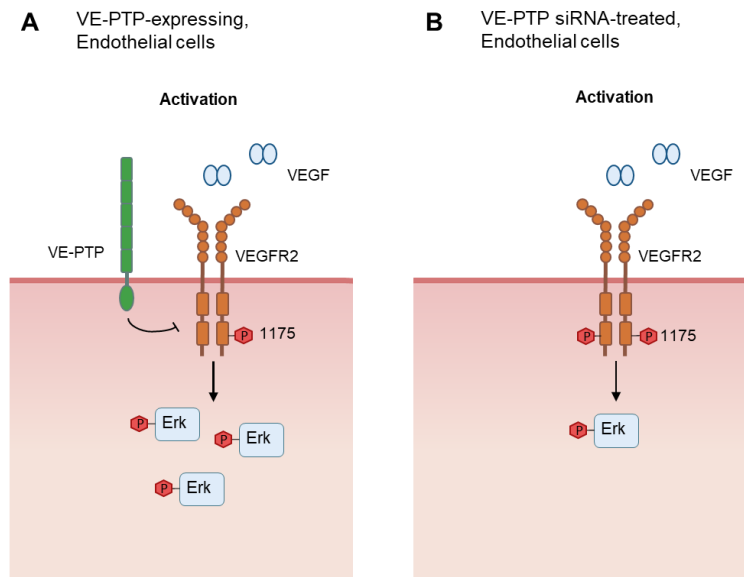 A
VE-PTP-expressing,
Endothelial cells
Activation
VEGF
VE-PTP
VEGFR2
P
1175
P
Erk
P
Erk
P
Erk
B
VE-PTP siRNA-treated,
Endothelial cells
Activation
VEGF
VEGFR2
P
P
1175
P
Erk